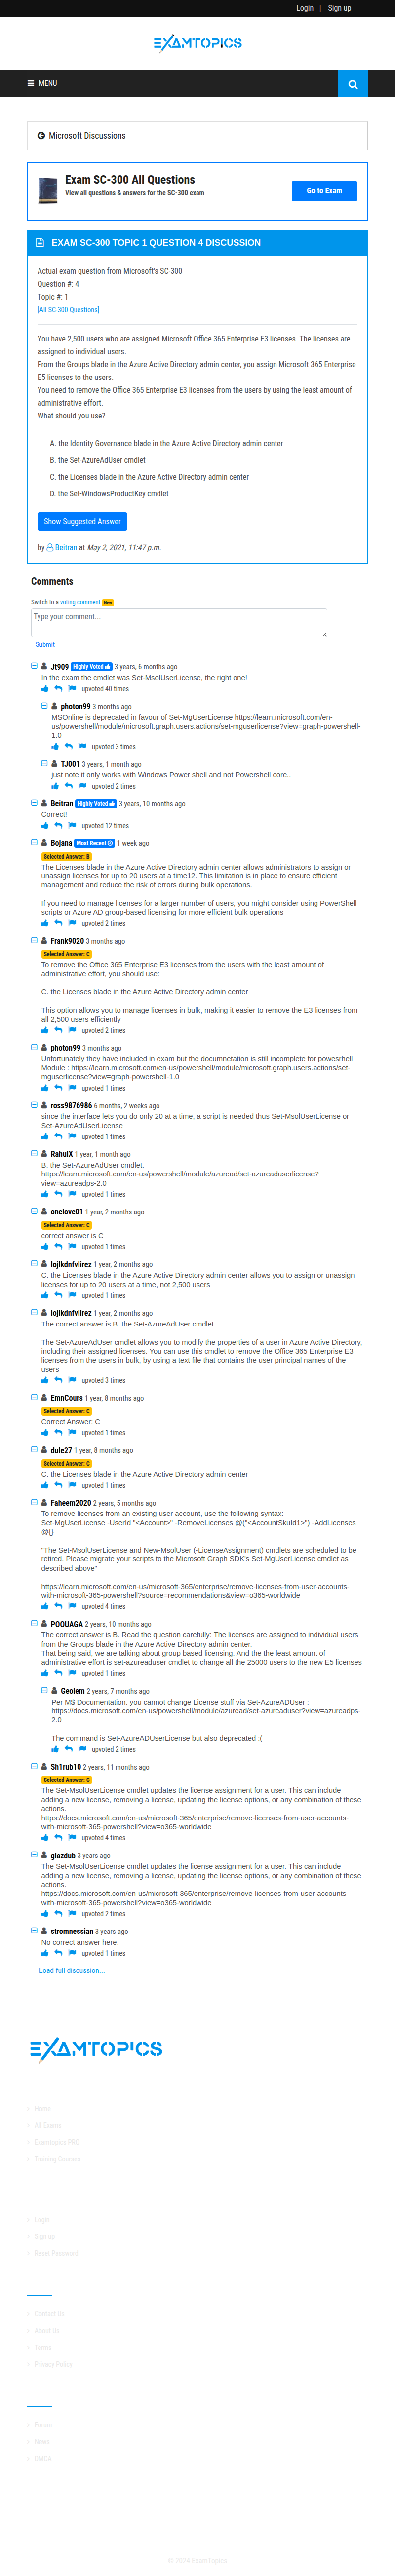 Login | Sign up
EXAMTOPICS
MENU
Microsoft Discussions
Exam SC-300 All Questions
View all questions & answers for the SC-300 exam
Go to Exam
EXAM SC-300 TOPIC 1 QUESTION 4 DISCUSSION
Actual exam question from Microsoft's SC-300
Question #: 4
Topic #: 1
[All SC-300 Questions]
You have 2,500 users who are assigned Microsoft Office 365 Enterprise E3 licenses. The licenses are
assigned to individual users.
From the Groups blade in the Azure Active Directory admin center, you assign Microsoft 365 Enterprise
E5 licenses to the users.
You need to remove the Office 365 Enterprise E3 licenses from the users by using the least amount of
administrative effort.
What should you use?
A. the Identity Governance blade in the Azure Active Directory admin center
B. the Set-AzureAdUser cmdlet
C. the Licenses blade in the Azure Active Directory admin center
D. the Set-WindowsProductKey cmdlet
Show Suggested Answer
by Beitran at May 2, 2021, 11:47 p.m.
Comments
Switch to a voting comment New
Type your comment...
Submit
Jt909 Highly Voted 3 years, 6 months ago
In the exam the cmdlet was Set-MsolUserLicense, the right one!
upvoted 40 times
photon99 3 months ago
MSOnline is deprecated in favour of Set-MgUserLicense https://learn.microsoft.com/en-
us/powershell/module/microsoft.graph.users.actions/set-mguserlicense?view=graph-powershell-
1.0
upvoted 3 times
TJ001 3 years, 1 month ago
just note it only works with Windows Power shell and not Powershell core..
upvoted 2 times
Beitran Highly Voted 3 years, 10 months ago
Correct!
upvoted 12 times
Bojana Most Recent 1 week ago
Selected Answer: B
The Licenses blade in the Azure Active Directory admin center allows administrators to assign or
unassign licenses for up to 20 users at a time12. This limitation is in place to ensure efficient
management and reduce the risk of errors during bulk operations.
If you need to manage licenses for a larger number of users, you might consider using PowerShell
scripts or Azure AD group-based licensing for more efficient bulk operations
upvoted 2 times
Frank9020 3 months ago
Selected Answer: C
To remove the Office 365 Enterprise E3 licenses from the users with the least amount of
administrative effort, you should use:
C. the Licenses blade in the Azure Active Directory admin center
This option allows you to manage licenses in bulk, making it easier to remove the E3 licenses from
all 2,500 users efficiently
upvoted 2 times
photon99 3 months ago
Unfortunately they have included in exam but the documnetation is still incomplete for powershell
Module : https://learn.microsoft.com/en-us/powershell/module/microsoft.graph.users.actions/set-
mguserlicense?view=graph-powershell-1.0
upvoted 1 times
ross9876986 6 months, 2 weeks ago
since the interface lets you do only 20 at a time, a script is needed thus Set-MsolUserLicense or
Set-AzureAdUserLicense
upvoted 1 times
RahulX 1 year, 1 month ago
B. the Set-AzureAdUser cmdlet.
https://learn.microsoft.com/en-us/powershell/module/azuread/set-azureaduserlicense?
view=azureadps-2.0
upvoted 1 times
onelove01 1 year, 2 months ago
Selected Answer: C
correct answer is C
upvoted 1 times
lojlkdnfvlirez 1 year, 2 months ago
C. the Licenses blade in the Azure Active Directory admin center allows you to assign or unassign
licenses for up to 20 users at a time, not 2,500 users
upvoted 1 times
lojlkdnfvlirez 1 year, 2 months ago
The correct answer is B. the Set-AzureAdUser cmdlet.
The Set-AzureAdUser cmdlet allows you to modify the properties of a user in Azure Active Directory,
including their assigned licenses. You can use this cmdlet to remove the Office 365 Enterprise E3
licenses from the users in bulk, by using a text file that contains the user principal names of the
users
upvoted 3 times
EmnCours 1 year, 8 months ago
Selected Answer: C
Correct Answer: C
upvoted 1 times
dule27 1 year, 8 months ago
Selected Answer: C
C. the Licenses blade in the Azure Active Directory admin center
upvoted 1 times
Faheem2020 2 years, 5 months ago
To remove licenses from an existing user account, use the following syntax:
Set-MgUserLicense -UserId "<Account>" -RemoveLicenses @("<AccountSkuId1>") -AddLicenses
@{}
"The Set-MsolUserLicense and New-MsolUser (-LicenseAssignment) cmdlets are scheduled to be
retired. Please migrate your scripts to the Microsoft Graph SDK's Set-MgUserLicense cmdlet as
described above"
https://learn.microsoft.com/en-us/microsoft-365/enterprise/remove-licenses-from-user-accounts-
with-microsoft-365-powershell?source=recommendations&view=o365-worldwide
upvoted 4 times
POOUAGA 2 years, 10 months ago
The correct answer is B. Read the question carefully: The licenses are assigned to individual users
from the Groups blade in the Azure Active Directory admin center.
That being said, we are talking about group based licensing. And the the least amount of
administrative effort is set-azureduser cmdlet to change all the 25000 users to the new E5 licenses
upvoted 1 times
Geolem 2 years, 7 months ago
Per M$ Documentation, you cannot change License stuff via Set-AzureADUser :
https://docs.microsoft.com/en-us/powershell/module/azuread/set-azureaduser?view=azureadps-
2.0
The command is Set-AzureADUserLicense but also deprecated :(
upvoted 2 times
Sh1rub10 2 years, 11 months ago
Selected Answer: C
The Set-MsolUserLicense cmdlet updates the license assignment for a user. This can include
adding a new license, removing a license, updating the license options, or any combination of these
actions.
https://docs.microsoft.com/en-us/microsoft-365/enterprise/remove-licenses-from-user-accounts-
with-microsoft-365-powershell?view=o365-worldwide
upvoted 4 times
glazdub 3 years ago
The Set-MsolUserLicense cmdlet updates the license assignment for a user. This can include
adding a new license, removing a license, updating the license options, or any combination of these
actions.
https://docs.microsoft.com/en-us/microsoft-365/enterprise/remove-licenses-from-user-accounts-
with-microsoft-365-powershell?view=o365-worldwide
upvoted 2 times
stromnessian 3 years ago
No correct answer here.
upvoted 1 times
Load full discussion...
EXAMTOPICS
Home
All Exams
Examtopics PRO
Training Courses
Login
Sign up
Reset Password
Contact Us
About Us
Terms
Privacy Policy
Forum
News
DMCA
© 2024 ExamTopics